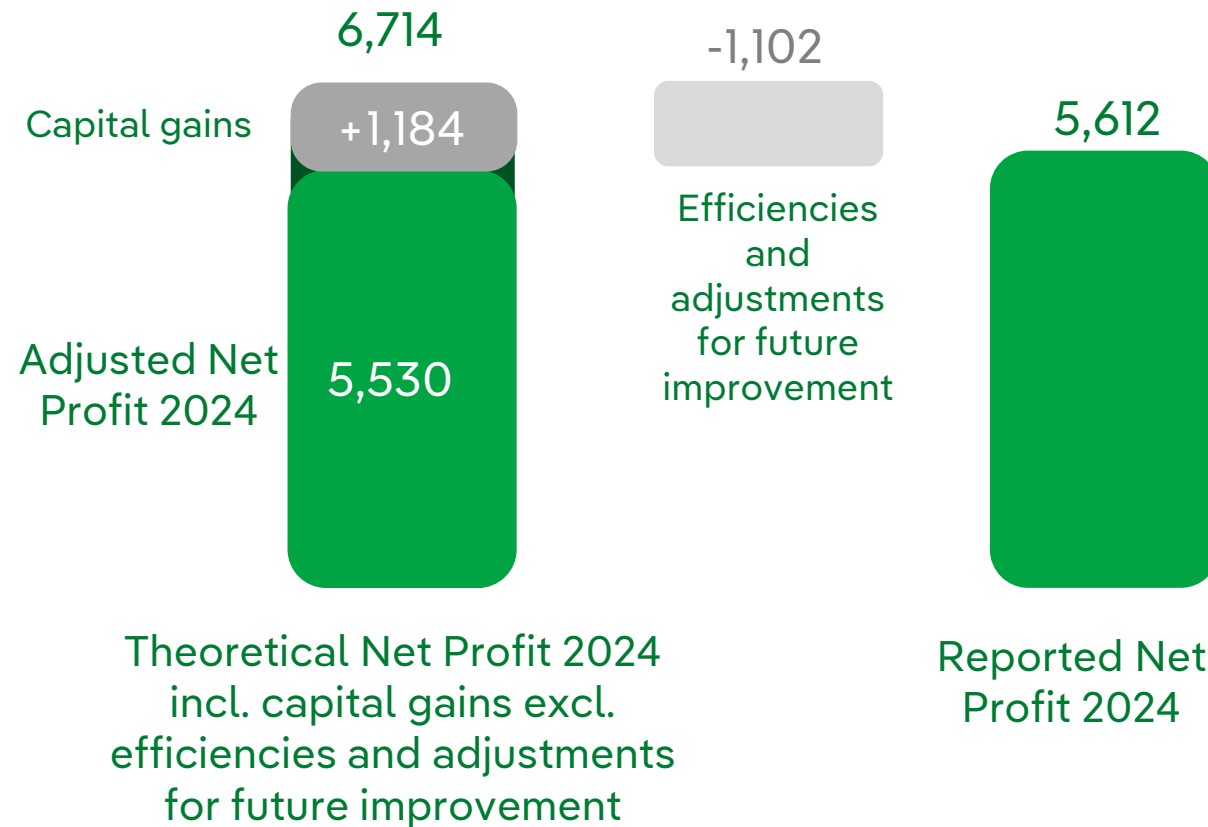 6,714
Capital gains
+1,184
Adjusted Net
Profit 2024
5,530
Theoretical Net Profit 2024
incl. capital gains excl.
efficiencies and adjustments
for future improvement
-1,102
Efficiencies
and
adjustments
for future
improvement
5,612
Reported Net
Profit 2024